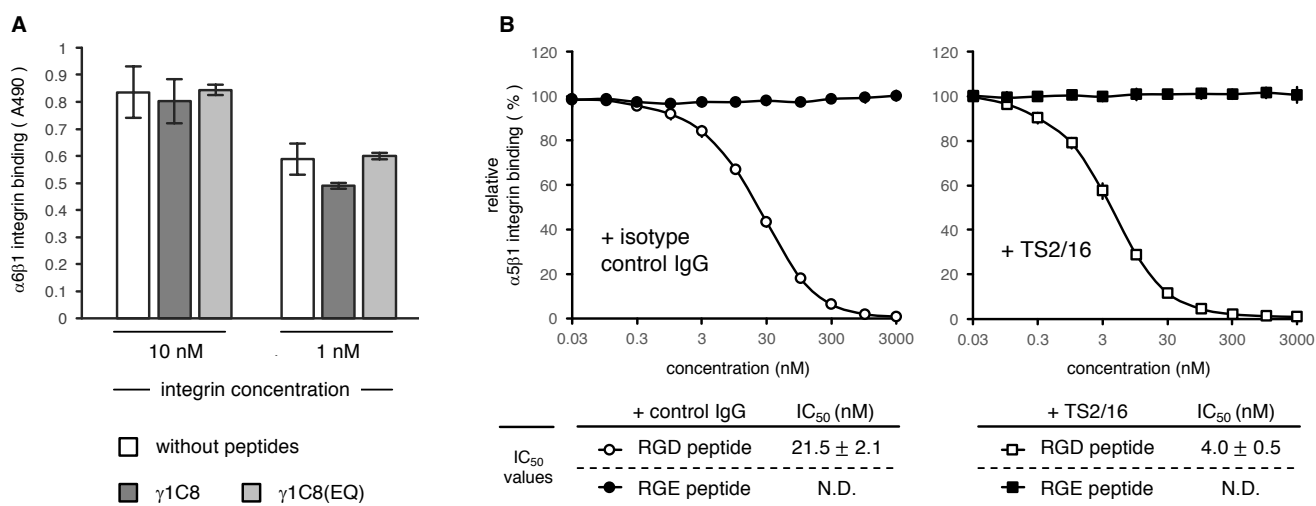 A
α6β1 integrin binding ( A490 )
1
0.9
0.8
0.7
0.6
0.5
0.4
0.3
0.2
0.1
0
10 nM
1 nM
integrin concentration
without peptides
γ1C8
γ1C8(EQ)
B
relative
α5β1 integrin binding ( % )
120
100
80
60
40
20
0
+ isotype
control IgG
0.03 0.3 3 30 300 3000
concentration (nM)
120
100
80
60
40
20
0
+ TS2/16
0.03 0.3 3 30 300 3000
concentration (nM)
IC50
values
+ control IgG IC50 (nM)
RGD peptide 21.5 ± 2.1
RGE peptide N.D.
+ TS2/16 IC50 (nM)
RGD peptide 4.0 ± 0.5
RGE peptide N.D.